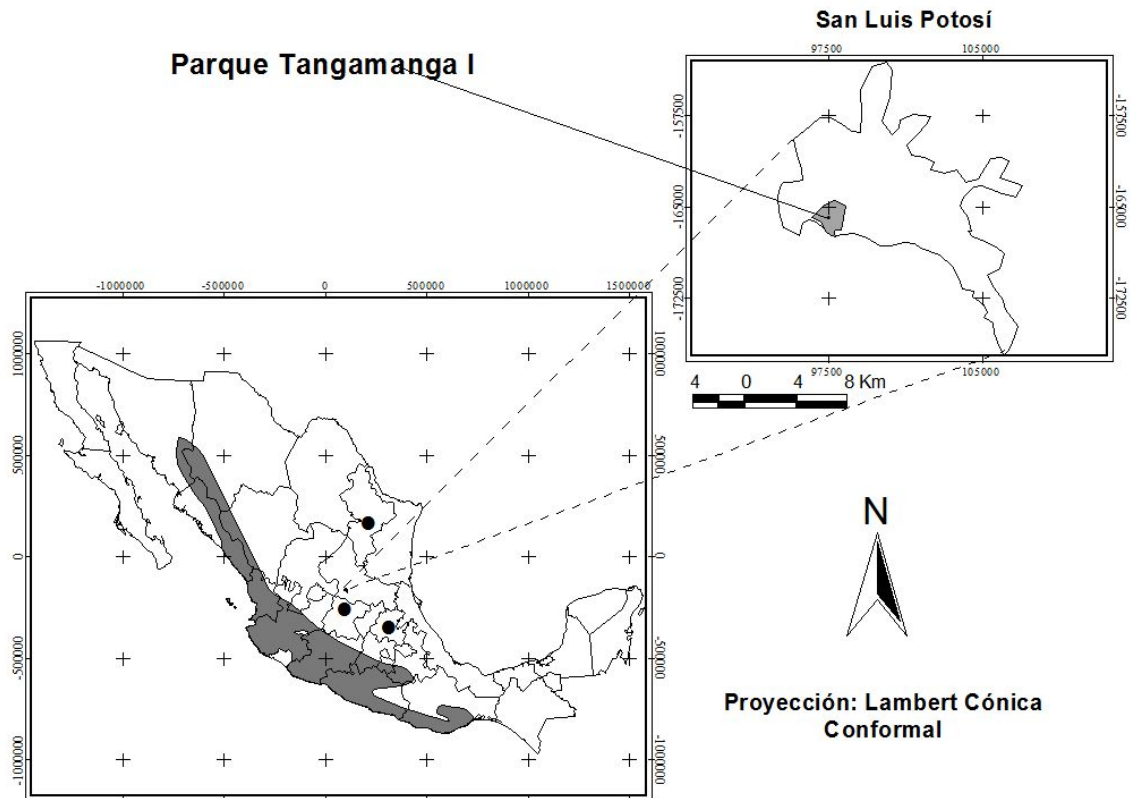 San Luis Potosí
Parque Tangamanga I
97500 105000
-157500 -157500
-165000 -165000
-172500 -172500
97500 105000
4 0 4 8 Km
-1000000 -500000 0 500000 1000000 1500000
1000000 1000000
500000 500000
0 0
-500000 -500000
-1000000 -1000000
N
Proyección: Lambert Cónica
Conformal